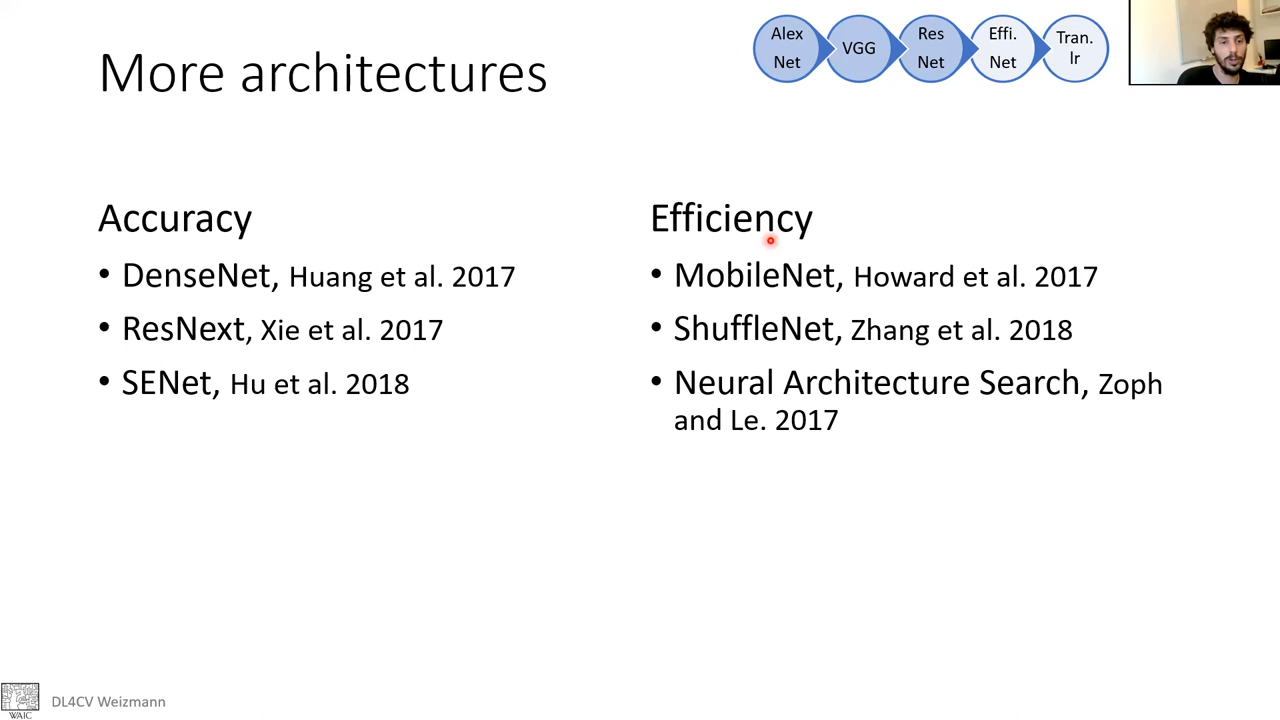 More architectures
Alex
Net
VGG
Res
Net
Effi.
Net
Tran.
lr
Accuracy
• DenseNet, Huang et al. 2017
• ResNext, Xie et al. 2017
• SENet, Hu et al. 2018
Efficiency
• MobileNet, Howard et al. 2017
• ShuffleNet, Zhang et al. 2018
• Neural Architecture Search, Zoph
and Le. 2017
WAIC
DL4CV Weizmann